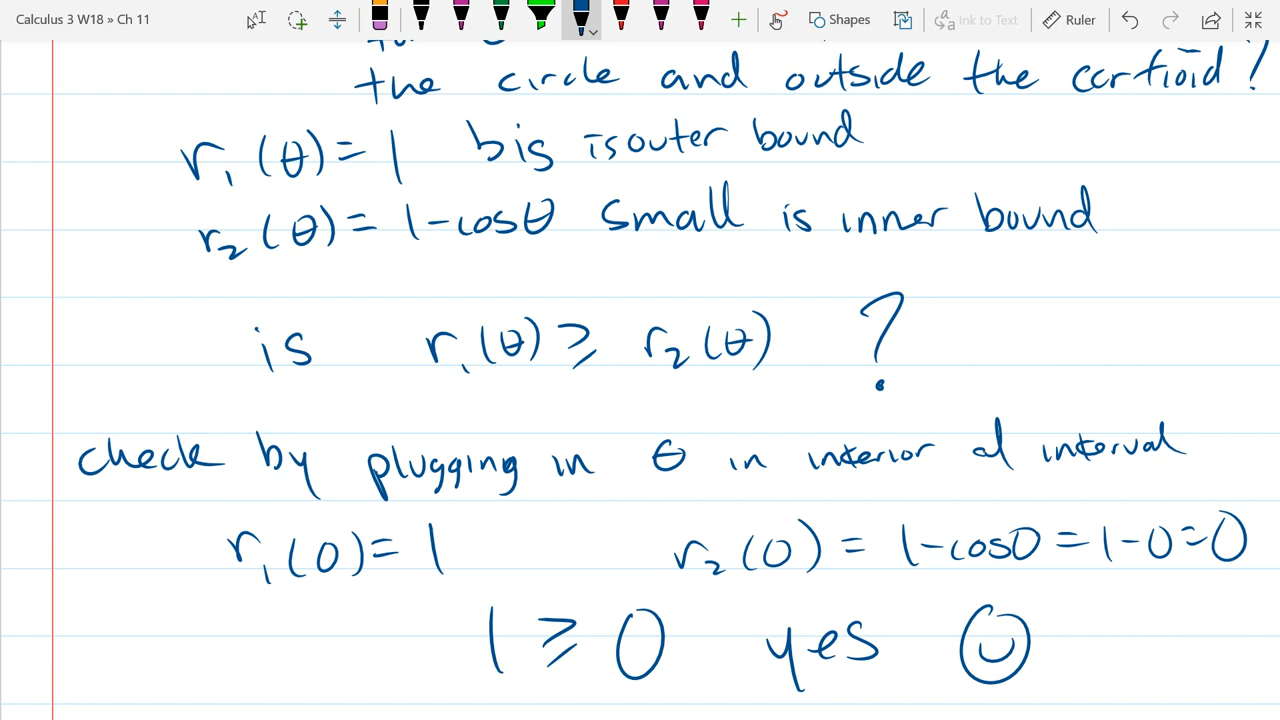 Calculus 3 W18 » Ch 11
Shapes
Ink to Text
Ruler
the circle and outside the carfioid?
r₁(θ)=1 big is outer bound
r₂(θ)= 1-cosθ small is inner bound
is r₁(θ) ≥ r₂(θ) ?
check by plugging in θ in interior of interval
r₁(0)=1 r₂(0) = 1-cos0=1-0=0
1 ≥ 0 yes